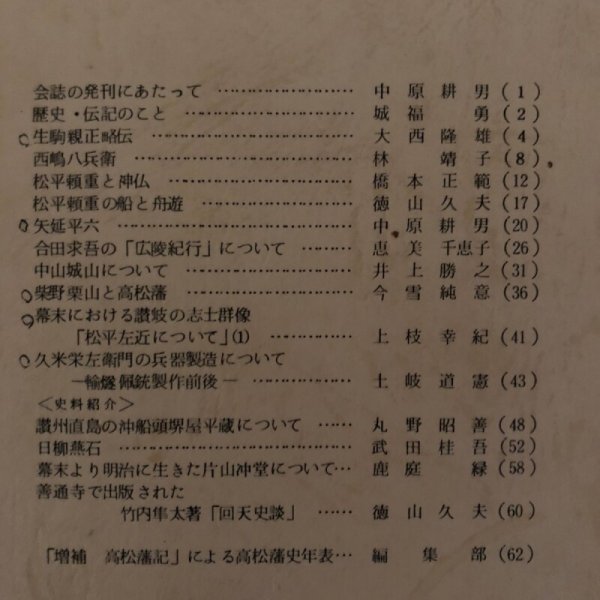 会誌の発刊にあたって …………………… 中原耕男(1)
歴史・伝記のこと …………………… 城福勇(2)
生駒親正略伝 …………………… 大西隆雄(4)
西嶋八兵衛 …………………… 林靖子(8)
松平頼重と神仏 …………………… 橋本正範(12)
松平頼重の船と舟遊 …………………… 徳山久夫(17)
矢延平六 …………………… 中原耕男(20)
合田求吾の「広陵紀行」について …… 恵美千恵子(26)
中山城山について …………………… 井上勝之(31)
柴野栗山と高松藩 …………………… 今雪純意(36)
幕末における讃岐の志士群像
「松平左近について」(1) …………… 上枝幸紀(41)
久米栄左衛門の兵器製造について
―輸燧佩銃製作前後― …………… 土岐道憲(43)
<史料紹介>
讃州直島の沖船頭堺屋平蔵について …… 丸野昭善(48)
日柳燕石 …………………… 武田桂吾(52)
幕末より明治に生きた片山冲堂について… 鹿庭緑(58)
善通寺で出版された
竹内隼太著「回天史談」 …… 徳山久夫(60)
「増補 高松藩記」による高松藩史年表… 編集部(62)